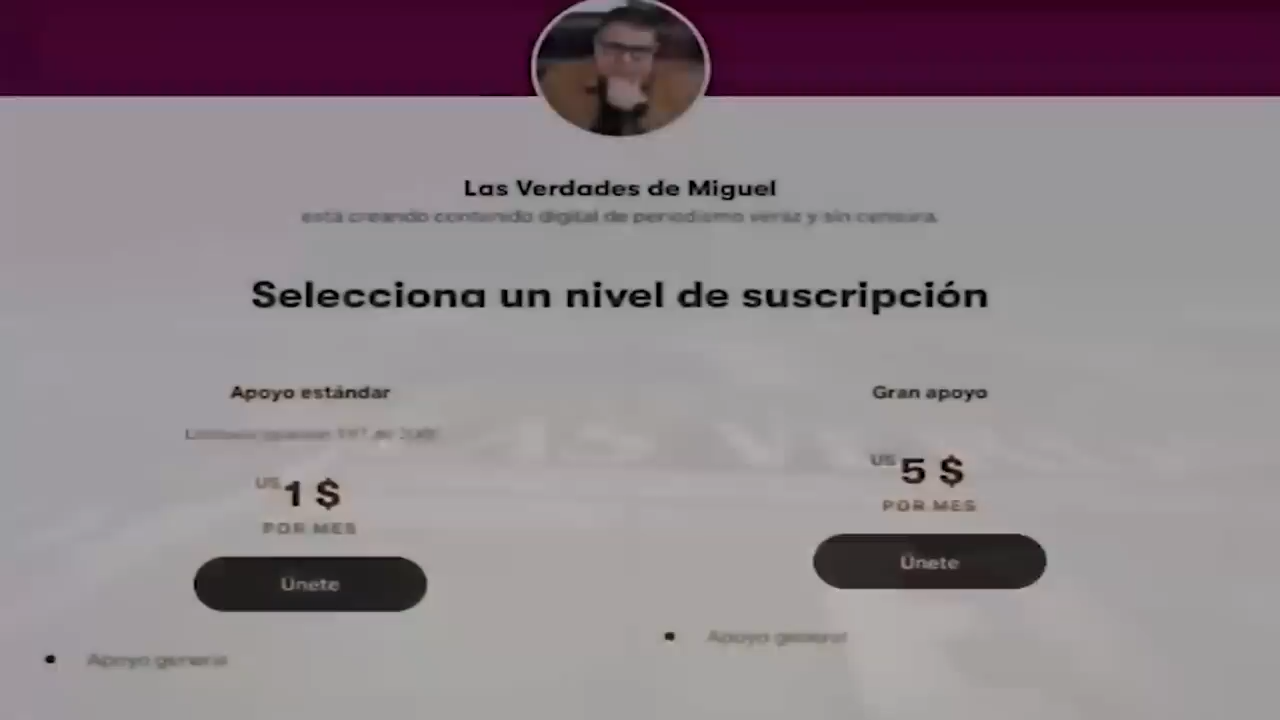 Las Verdades de Miguel
está creando contenido digital de periodismo veraz y sin censura.
Selecciona un nivel de suscripción
Apoyo estándar
Gran apoyo
US 1 $
POR MES
Únete
US 5 $
POR MES
Únete
Apoyo general
Apoyo general